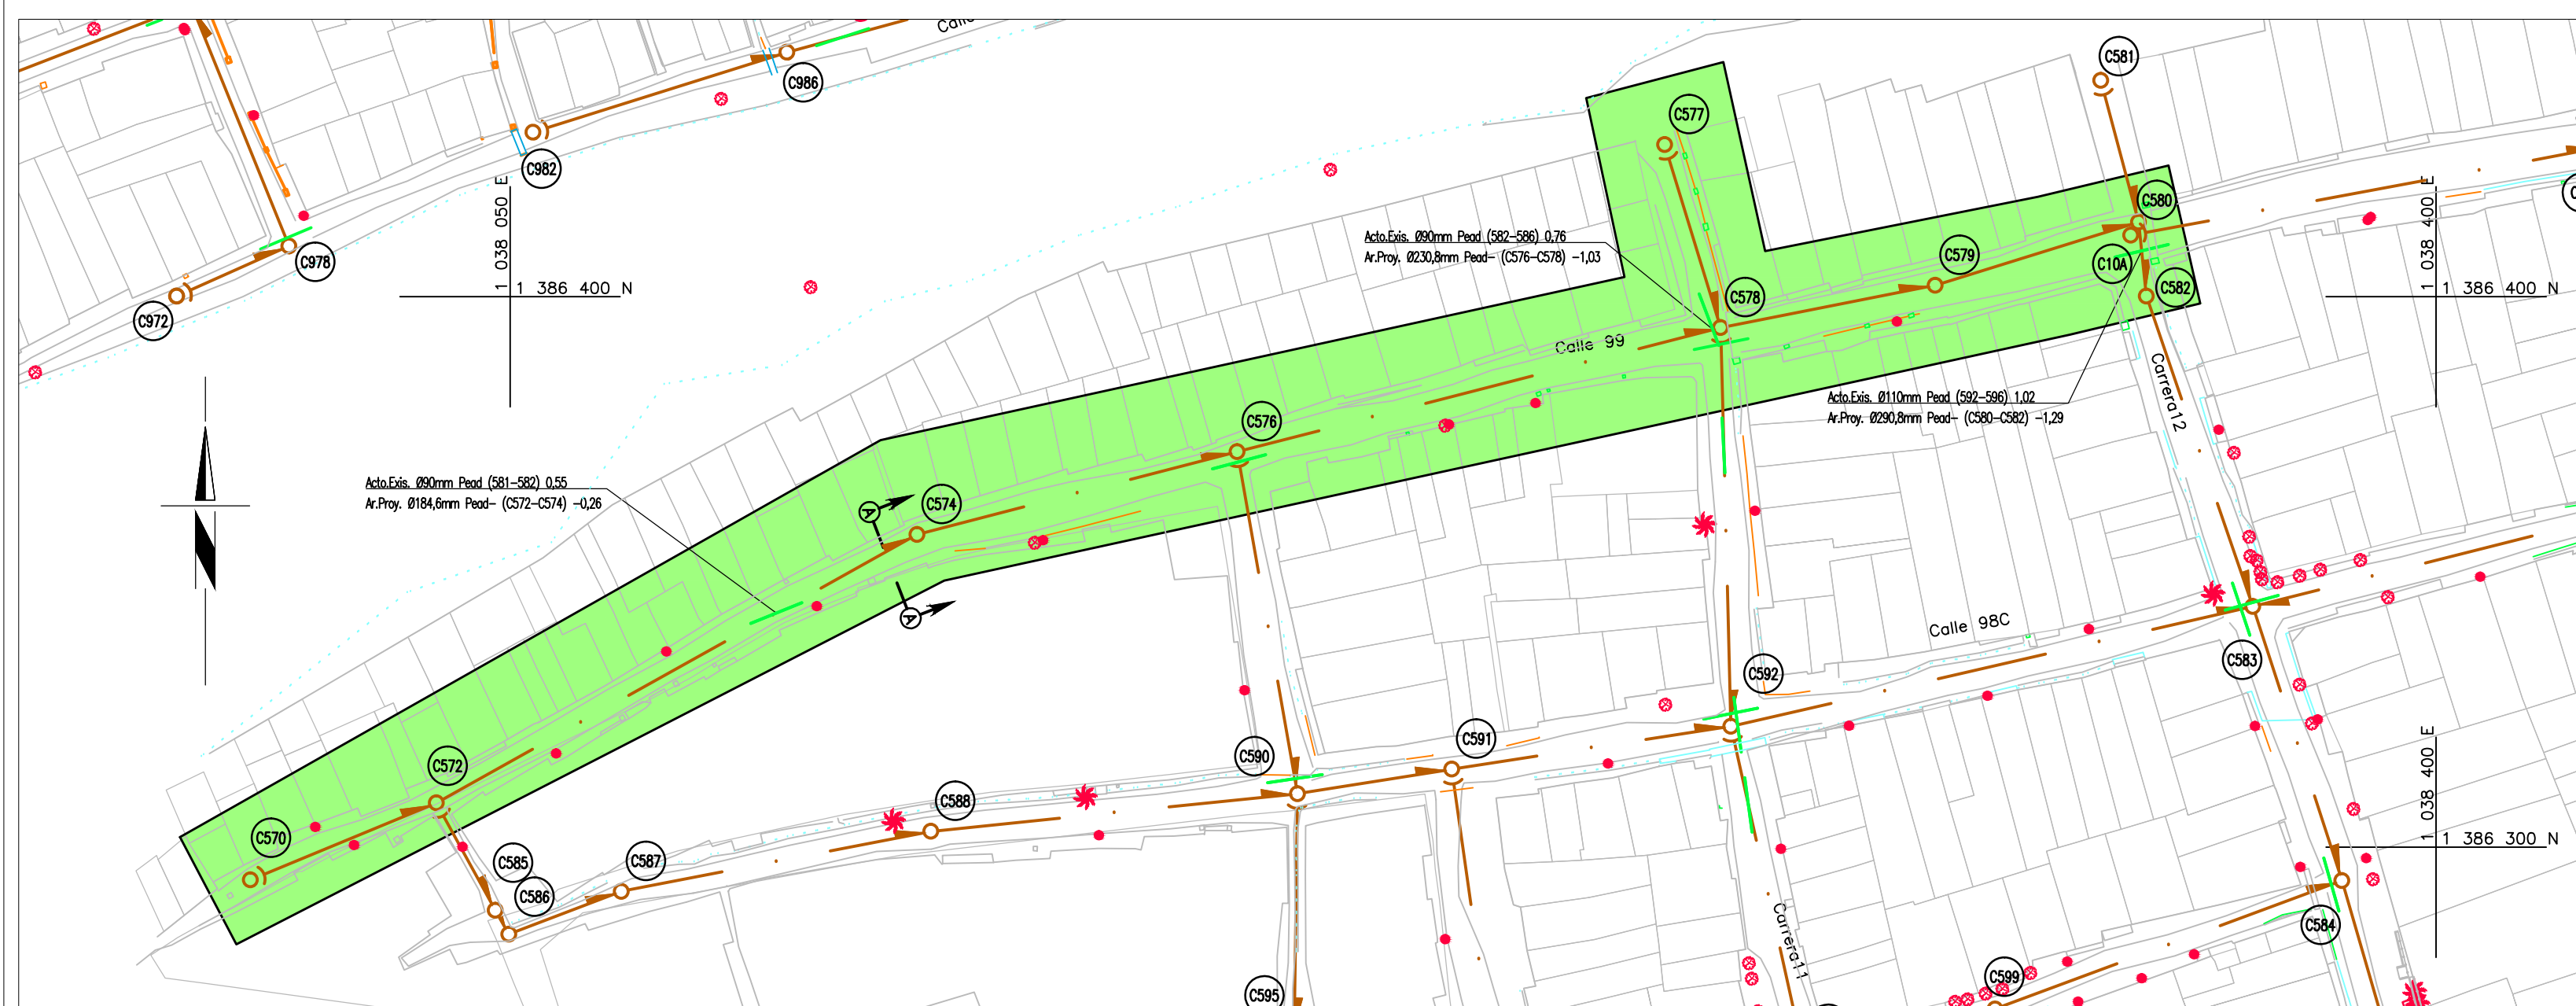 Calle
C581
C986
C577
C982
C580
1 038 050 E
1 038 400 E
Acto.Exis. Ø90mm Pead (582-586) 0,76
Ar.Proy. Ø230,8mm Pead- (C576-C578) -1,03
C579
C978
C10A
C582
C578
1 386 400 N
1 386 400 N
C972
Calle 99
Carrera12
Acto.Exis. Ø110mm Pead (592-596) 1,02
Ar.Proy. Ø290,8mm Pead- (C580-C582) -1,29
C576
Acto.Exis. Ø90mm Pead (581-582) 0,55
Ar.Proy. Ø184,6mm Pead- (C572-C574) -0,26
C574
A
N
A
Calle 98C
C583
C592
C591
C590
C572
1 038 400 E
C588
C570
1 386 300 N
C585
C587
C586
C584
Carrera11
C599
C595